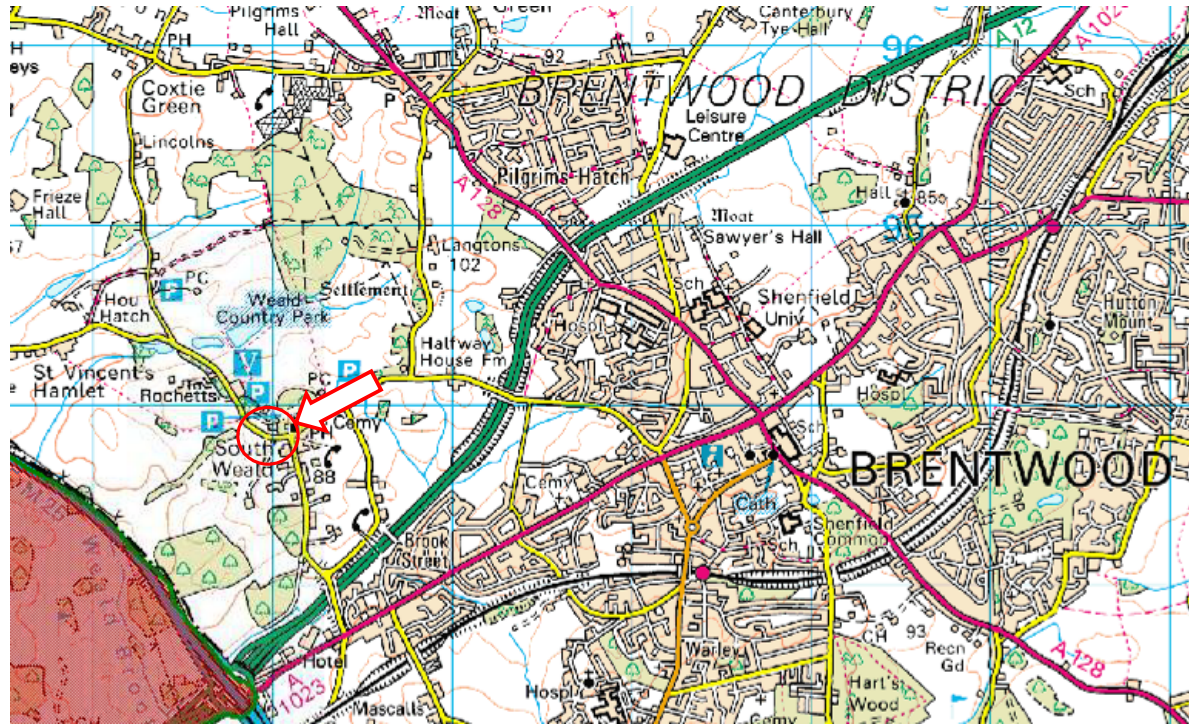 Pilgrims
Hall
Moat
Green
Canterbury
Tye Hall
A 12
PH
96
92
Coxtie
Green
P
BRENTWOOD DISTRICT
Sch
Leisure
Centre
Lincolns
Pilgrims Hatch
A 128
Frieze
Hall
Hall
85
95
Moat
Sawyer's Hall
Langtons
102
PC
P
Settlement
Weald
Country Park
Hou
Hatch
Sch
Shenfield
Univ
Hospl
Hutton
Mount
Halfway
House Fm
St Vincent's
Hamlet
V
P
PC
P
Rochetts
P
Hospl
Cemy
PH
Sch
South
Weald
BRENTWOOD
88
Cemy
Cath
M 25
Shenfield
Common
Brook
Street
Sch
CH
93
Recn
Gd
Warley
A 128
Hotel
A 1023
Hospl
Hart's
Wood
Mascalls
Cemy